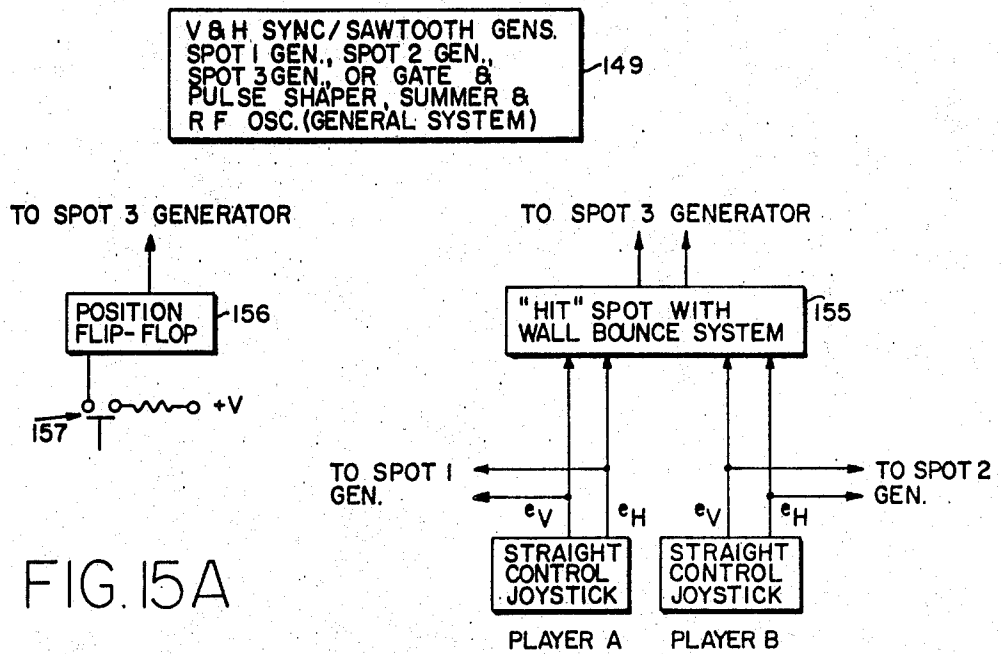 V & H SYNC/SAWTOOTH GENS.
SPOT 1 GEN., SPOT 2 GEN.,
SPOT 3 GEN., OR GATE &
PULSE SHAPER, SUMMER &
RF OSC. (GENERAL SYSTEM)
149
TO SPOT 3 GENERATOR
POSITION
FLIP-FLOP
156
157
+V
TO SPOT 3 GENERATOR
"HIT" SPOT WITH
WALL BOUNCE SYSTEM
155
TO SPOT 1
GEN.
TO SPOT 2
GEN.
eV
eH
eV
eH
STRAIGHT
CONTROL
JOYSTICK
STRAIGHT
CONTROL
JOYSTICK
PLAYER A
PLAYER B
FIG. 15A